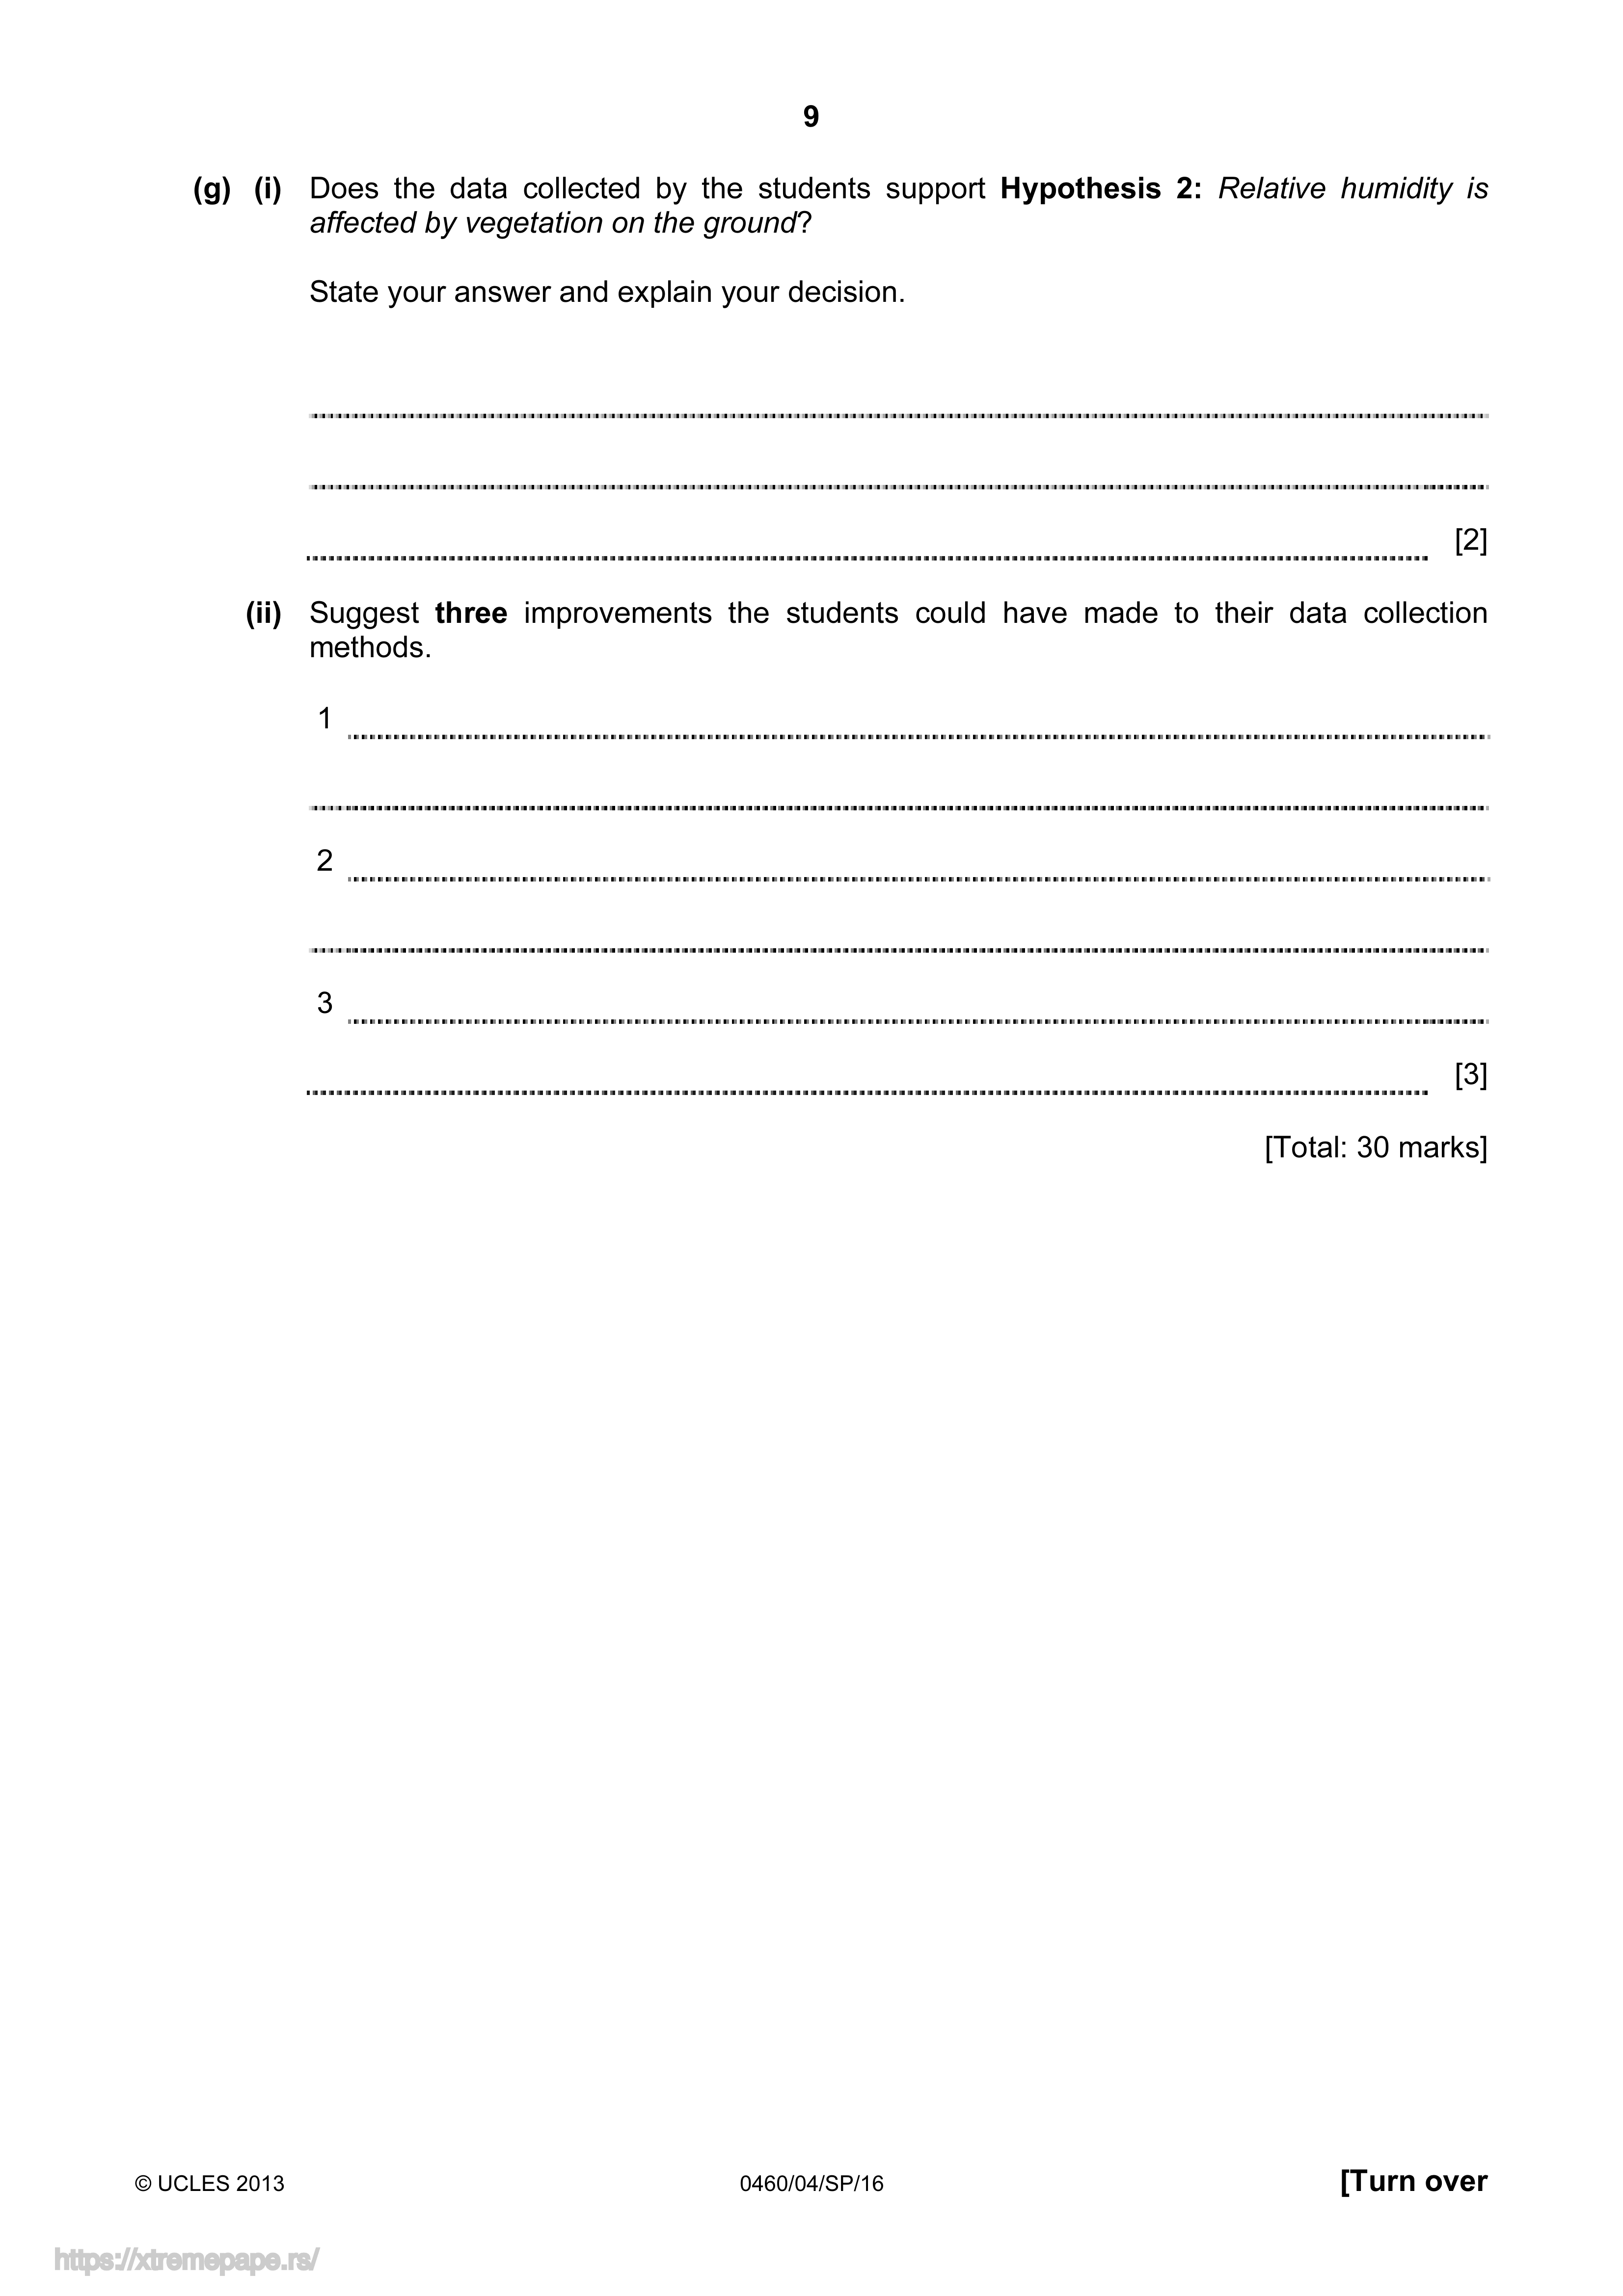 9
(g) (i) Does the data collected by the students support Hypothesis 2: Relative humidity is
affected by vegetation on the ground?
State your answer and explain your decision.
[2]
(ii) Suggest three improvements the students could have made to their data collection
methods.
1
2
3
[3]
[Total: 30 marks]
© UCLES 2013 0460/04/SP/16 [Turn over
https://xtremepape.rs/